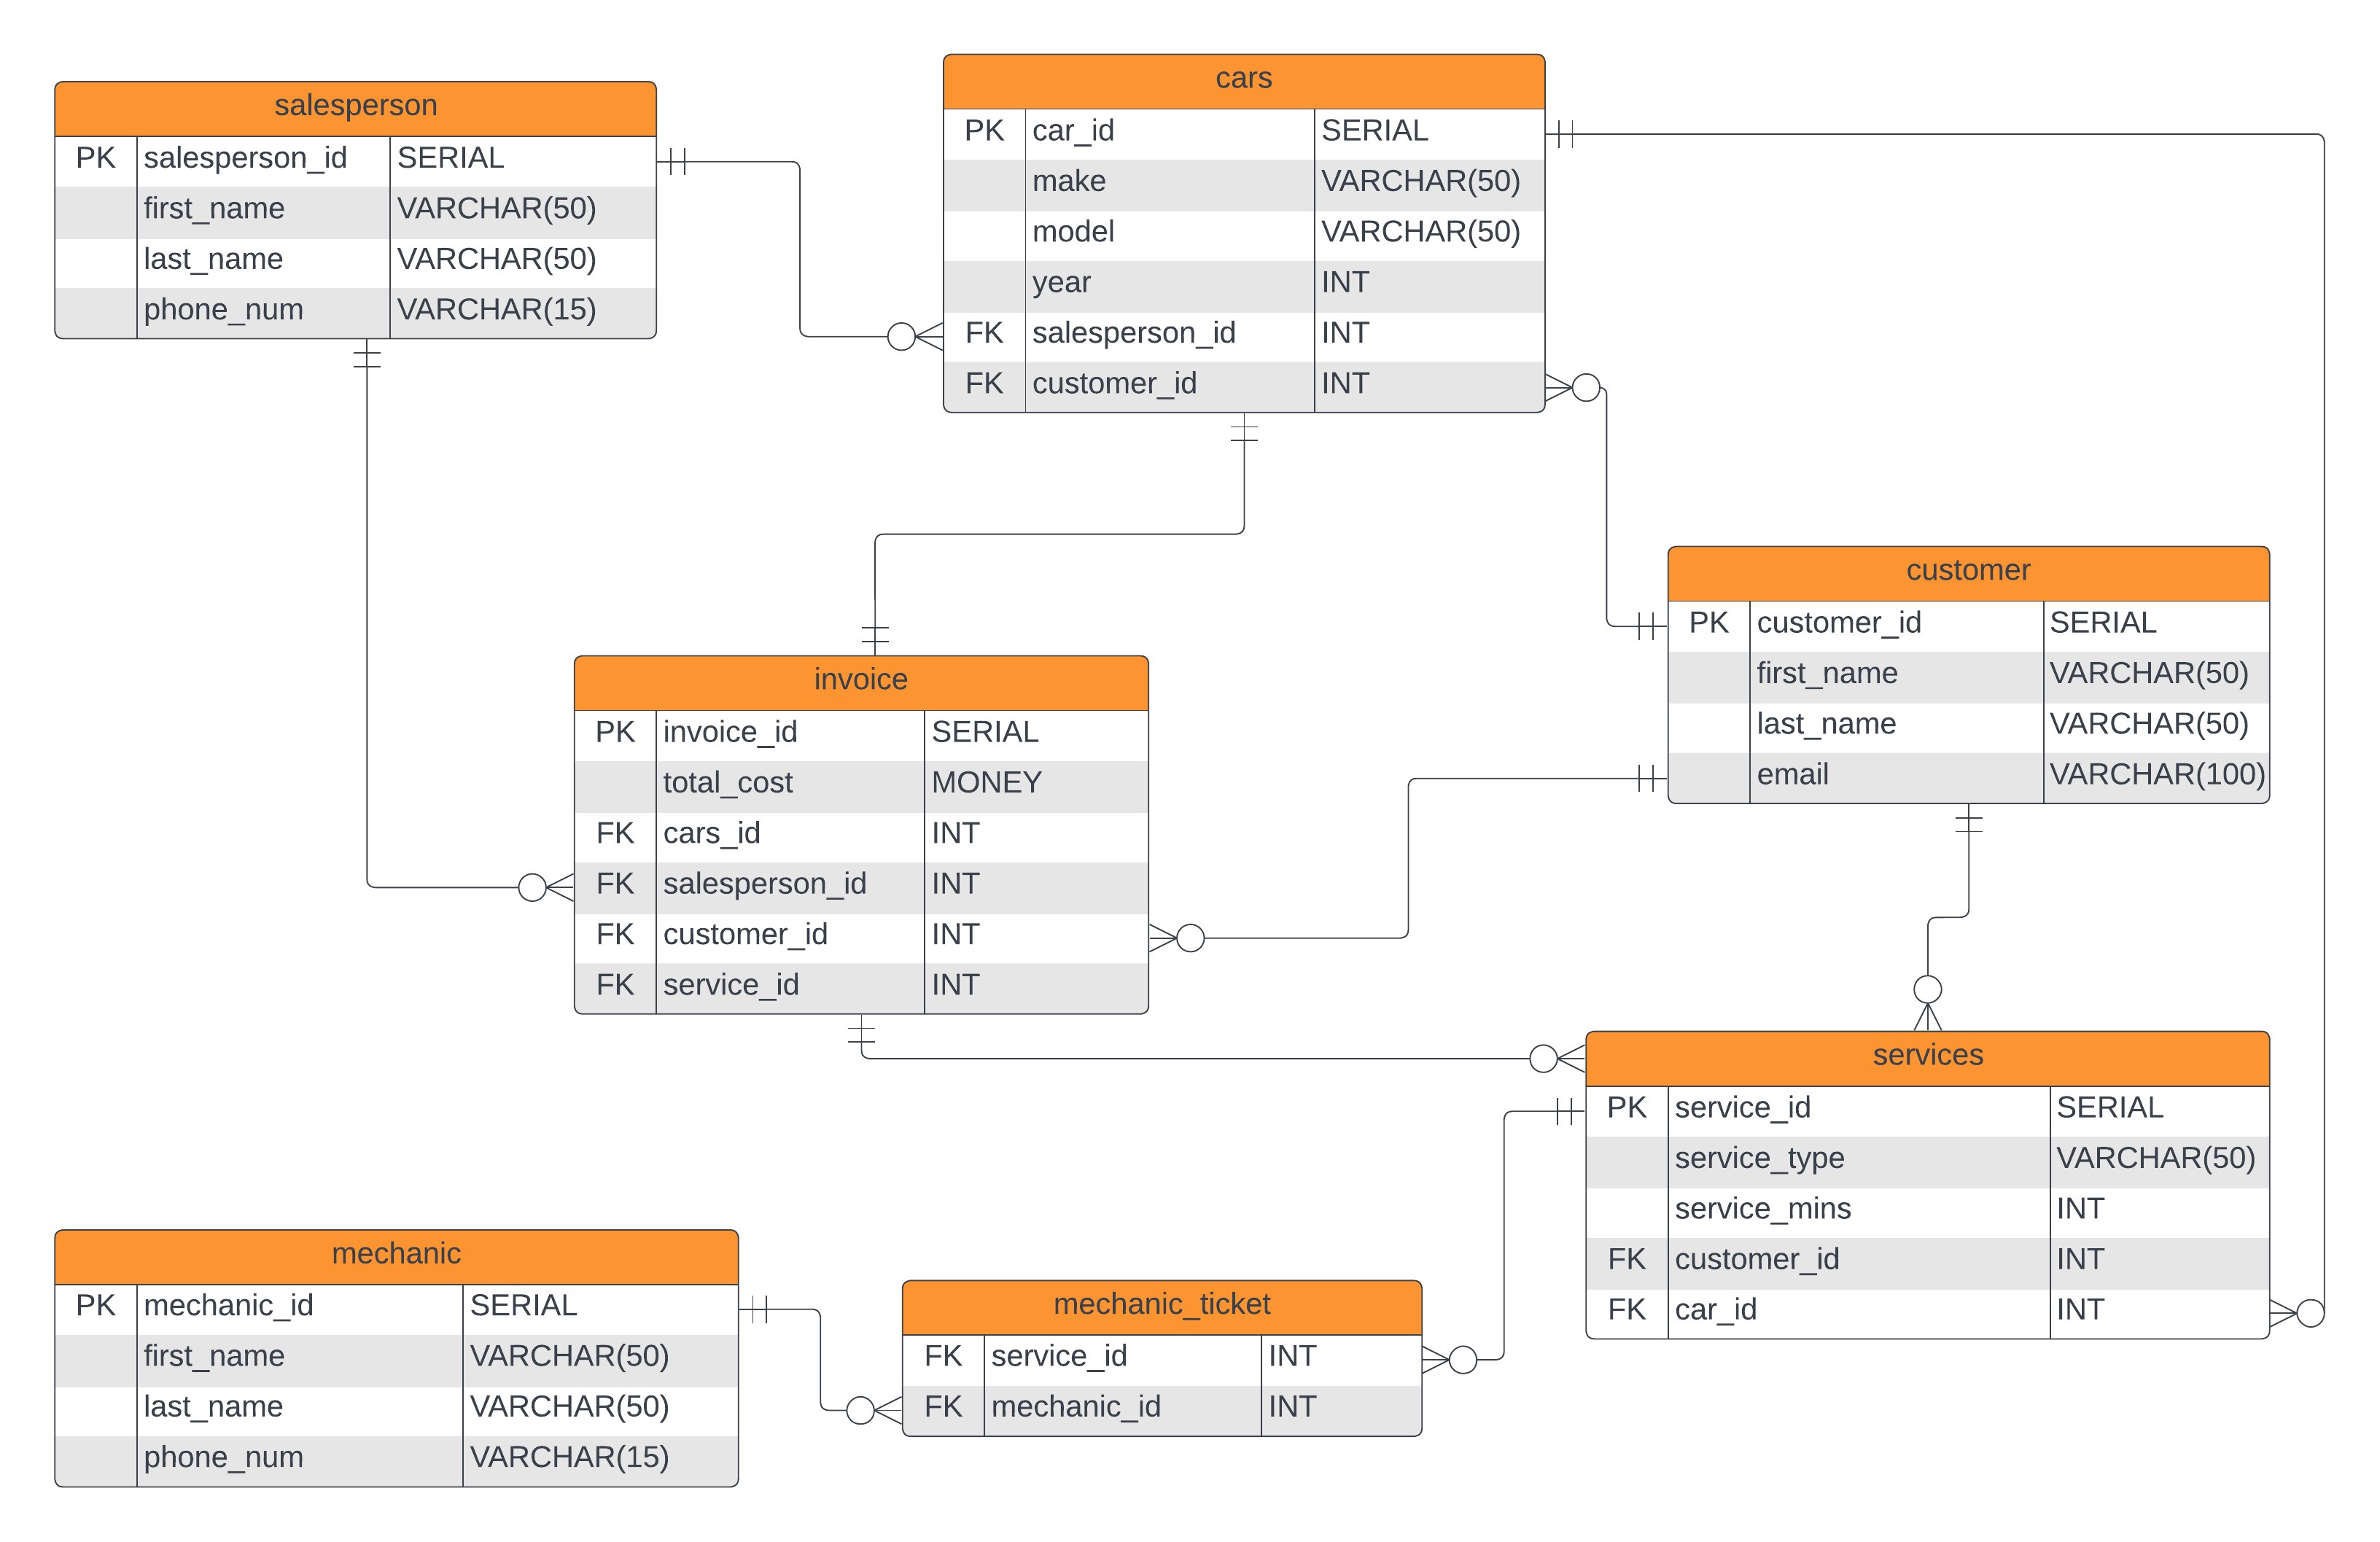 salesperson
PK salesperson_id SERIAL
first_name VARCHAR(50)
last_name VARCHAR(50)
phone_num VARCHAR(15)
cars
PK car_id SERIAL
make VARCHAR(50)
model VARCHAR(50)
year INT
FK salesperson_id INT
FK customer_id INT
customer
PK customer_id SERIAL
first_name VARCHAR(50)
last_name VARCHAR(50)
email VARCHAR(100)
invoice
PK invoice_id SERIAL
total_cost MONEY
FK cars_id INT
FK salesperson_id INT
FK customer_id INT
FK service_id INT
services
PK service_id SERIAL
service_type VARCHAR(50)
service_mins INT
FK customer_id INT
FK car_id INT
mechanic
PK mechanic_id SERIAL
first_name VARCHAR(50)
last_name VARCHAR(50)
phone_num VARCHAR(15)
mechanic_ticket
FK service_id INT
FK mechanic_id INT